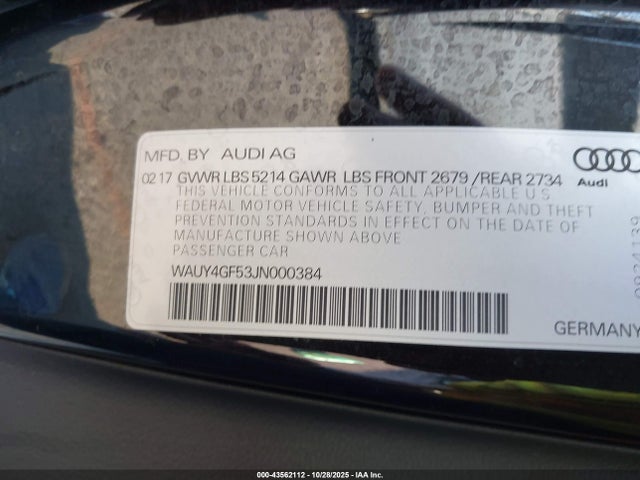 MFD. BY AUDI AG
02 17 GVWR LBS 5214 GAWR LBS FRONT 2679 / REAR 2734
Audi
THIS VEHICLE CONFORMS TO ALL APPLICABLE U S
FEDERAL MOTOR VEHICLE SAFETY, BUMPER AND THEFT
PREVENTION STANDARDS IN EFFECT ON THE DATE OF
MANUFACTURE SHOWN ABOVE
PASSENGER CAR
WAUY4GF53JN000384
GERMANY
000-43562112 | 10/28/2025 | IAA Inc.